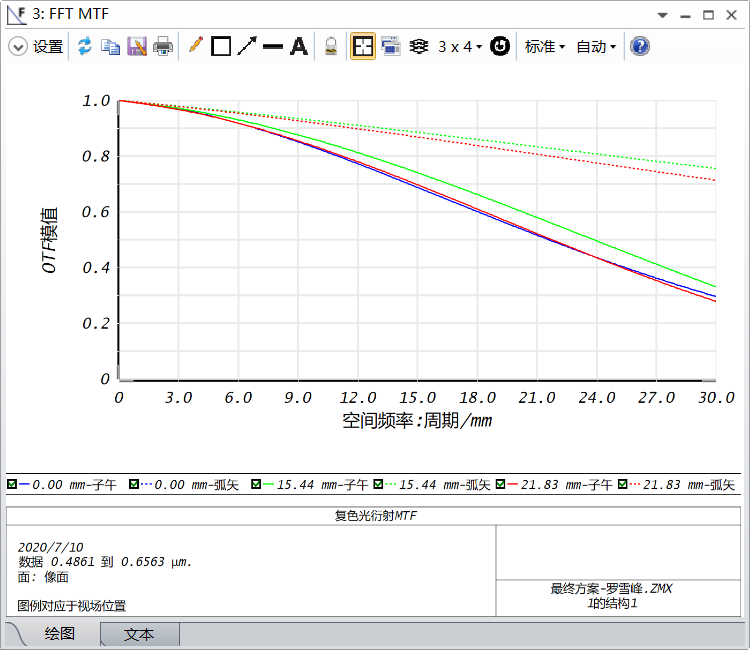 3: FFT MTF
设置 A 3 x 4 标准 自动 ?
1.0
0.8
0.6
0.4
0.2
0
OTF模值
0 3.0 6.0 9.0 12.0 15.0 18.0 21.0 24.0 27.0 30.0
空间频率:周期/mm
0.00 mm-子午 0.00 mm-弧矢 15.44 mm-子午 15.44 mm-弧矢 21.83 mm-子午 21.83 mm-弧矢
复色光衍射MTF
2020/7/10
数据 0.4861 到 0.6563 μm.
面: 像面
图例对应于视场位置
最终方案-罗雪峰.ZMX
1的结构1
绘图 文本